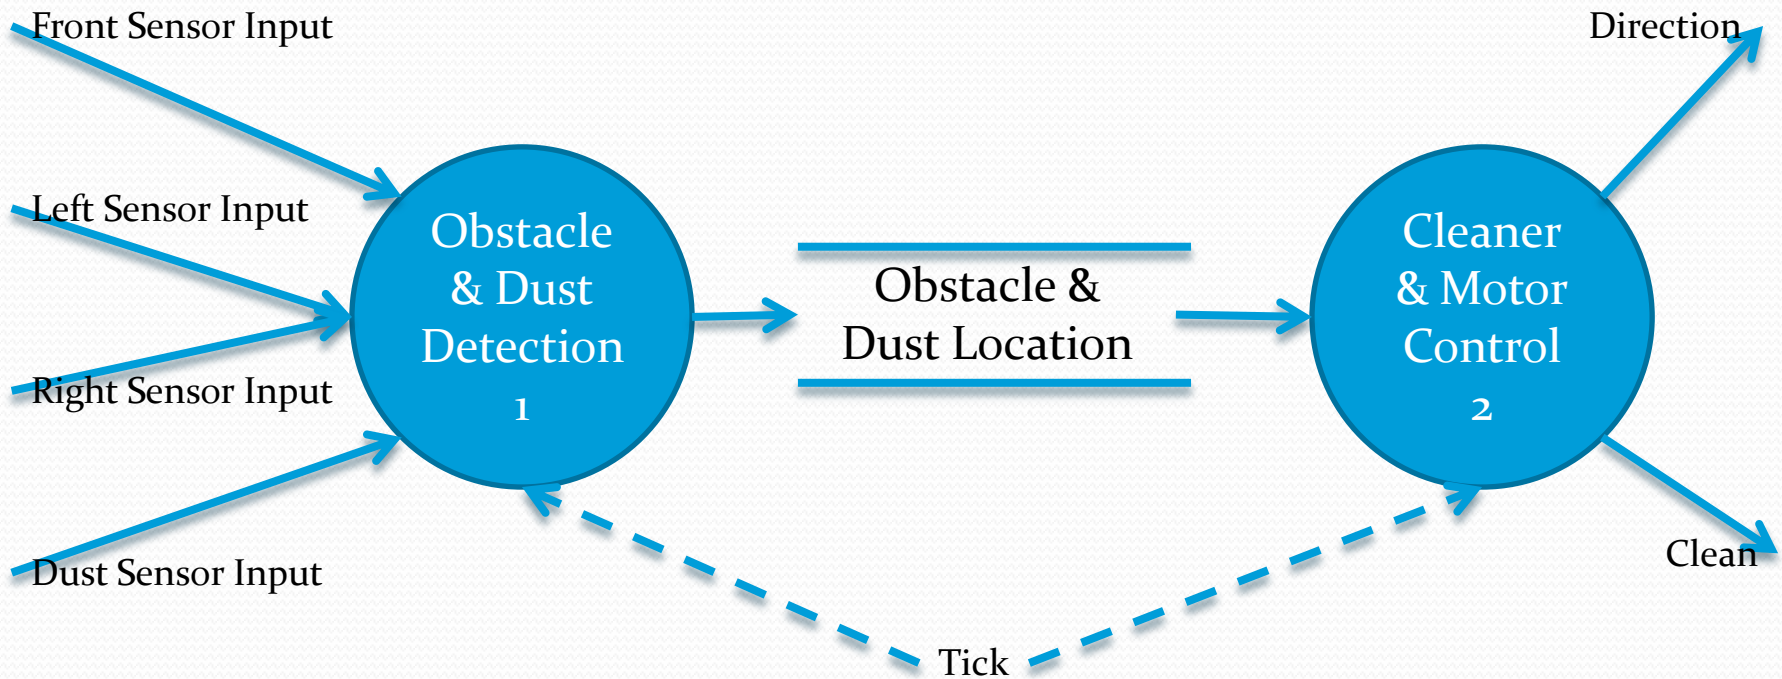 Front Sensor Input
Direction
Left Sensor Input
Obstacle
& Dust
Detection
1
Obstacle &
Dust Location
Cleaner
& Motor
Control
2
Right Sensor Input
Dust Sensor Input
Clean
Tick